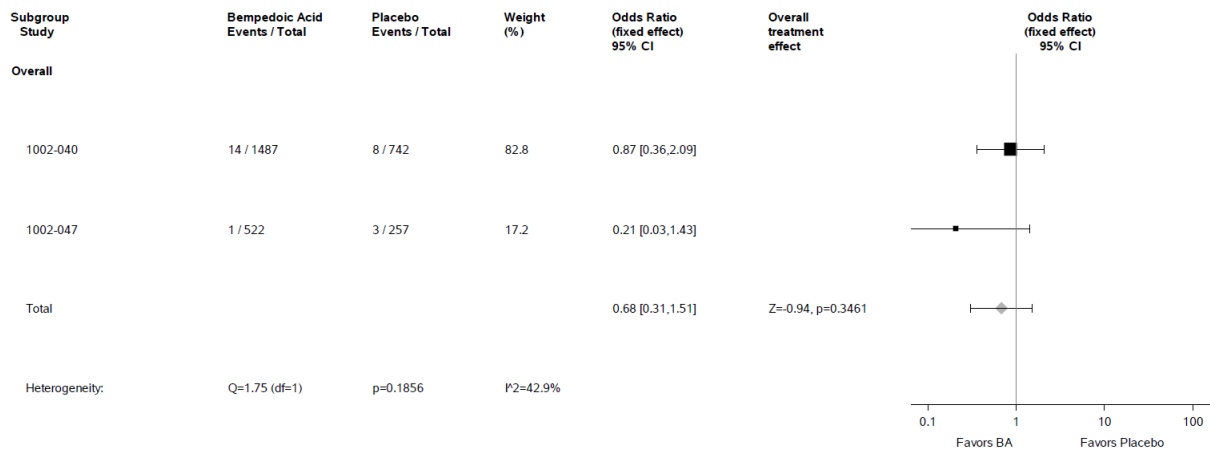 Subgroup Bempedoic Acid Placebo Weight Odds Ratio Overall Odds Ratio
Study Events / Total Events / Total (%) (fixed effect) treatment (fixed effect)
95% CI effect 95% CI
Overall
1002-040 14 / 1487 8 / 742 82.8 0.87 [0.36,2.09]
1002-047 1 / 522 3 / 257 17.2 0.21 [0.03,1.43]
Total 0.68 [0.31,1.51] Z=-0.94, p=0.3461
Heterogeneity: Q=1.75 (df=1) p=0.1856 I^2=42.9%
0.1 1 10 100
Favors BA Favors Placebo